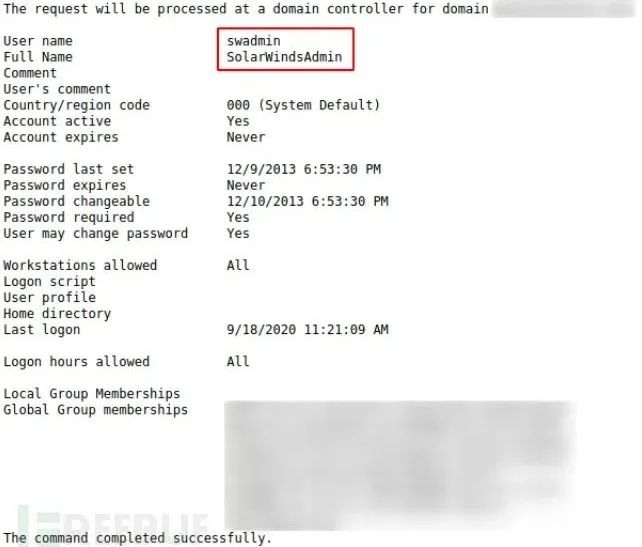 The request will be processed at a domain controller for domain
User name swadmin
Full Name SolarWindsAdmin
Comment
User's comment
Country/region code 000 (System Default)
Account active Yes
Account expires Never
Password last set 12/9/2013 6:53:30 PM
Password expires Never
Password changeable 12/10/2013 6:53:30 PM
Password required Yes
User may change password Yes
Workstations allowed All
Logon script
User profile
Home directory
Last logon 9/18/2020 11:21:09 AM
Logon hours allowed All
Local Group Memberships
Global Group memberships
The command completed successfully.